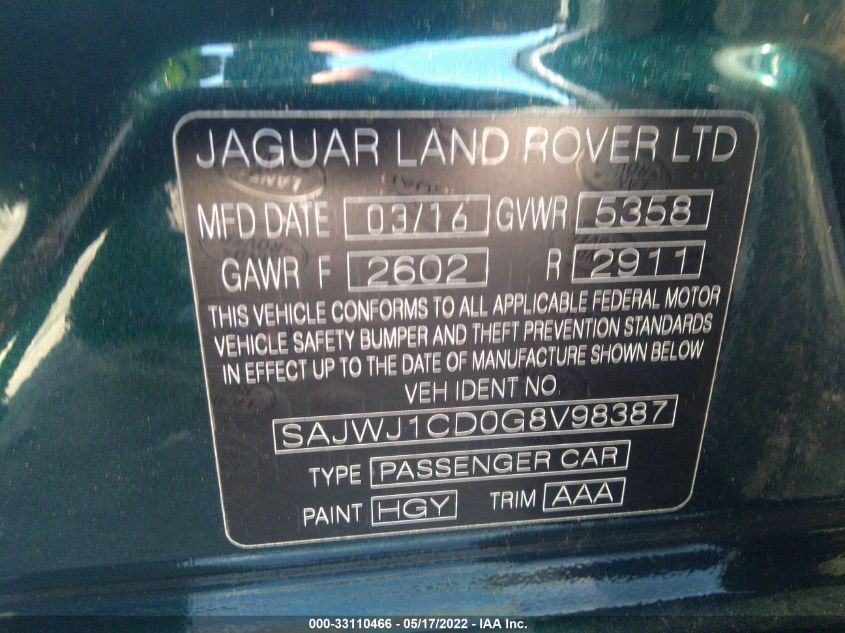 JAGUAR LAND ROVER LTD
MFD DATE 03/16 GVWR 5358
GAWR F 2602 R 2911
THIS VEHICLE CONFORMS TO ALL APPLICABLE FEDERAL MOTOR
VEHICLE SAFETY BUMPER AND THEFT PREVENTION STANDARDS
IN EFFECT UP TO THE DATE OF MANUFACTURE SHOWN BELOW
VEH IDENT NO.
SAJWJ1CD0G8V98387
TYPE PASSENGER CAR
PAINT HGY TRIM AAA
000-33110466 - 05/17/2022 - IAA Inc.